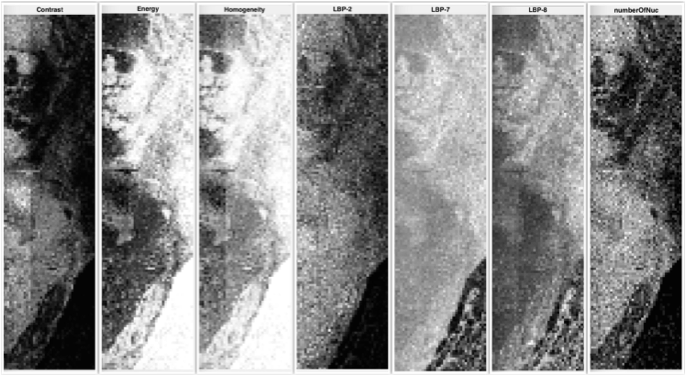 Contrast
Energy
Homogeneity
LBP-2
LBP-7
LBP-8
numberOfNuc